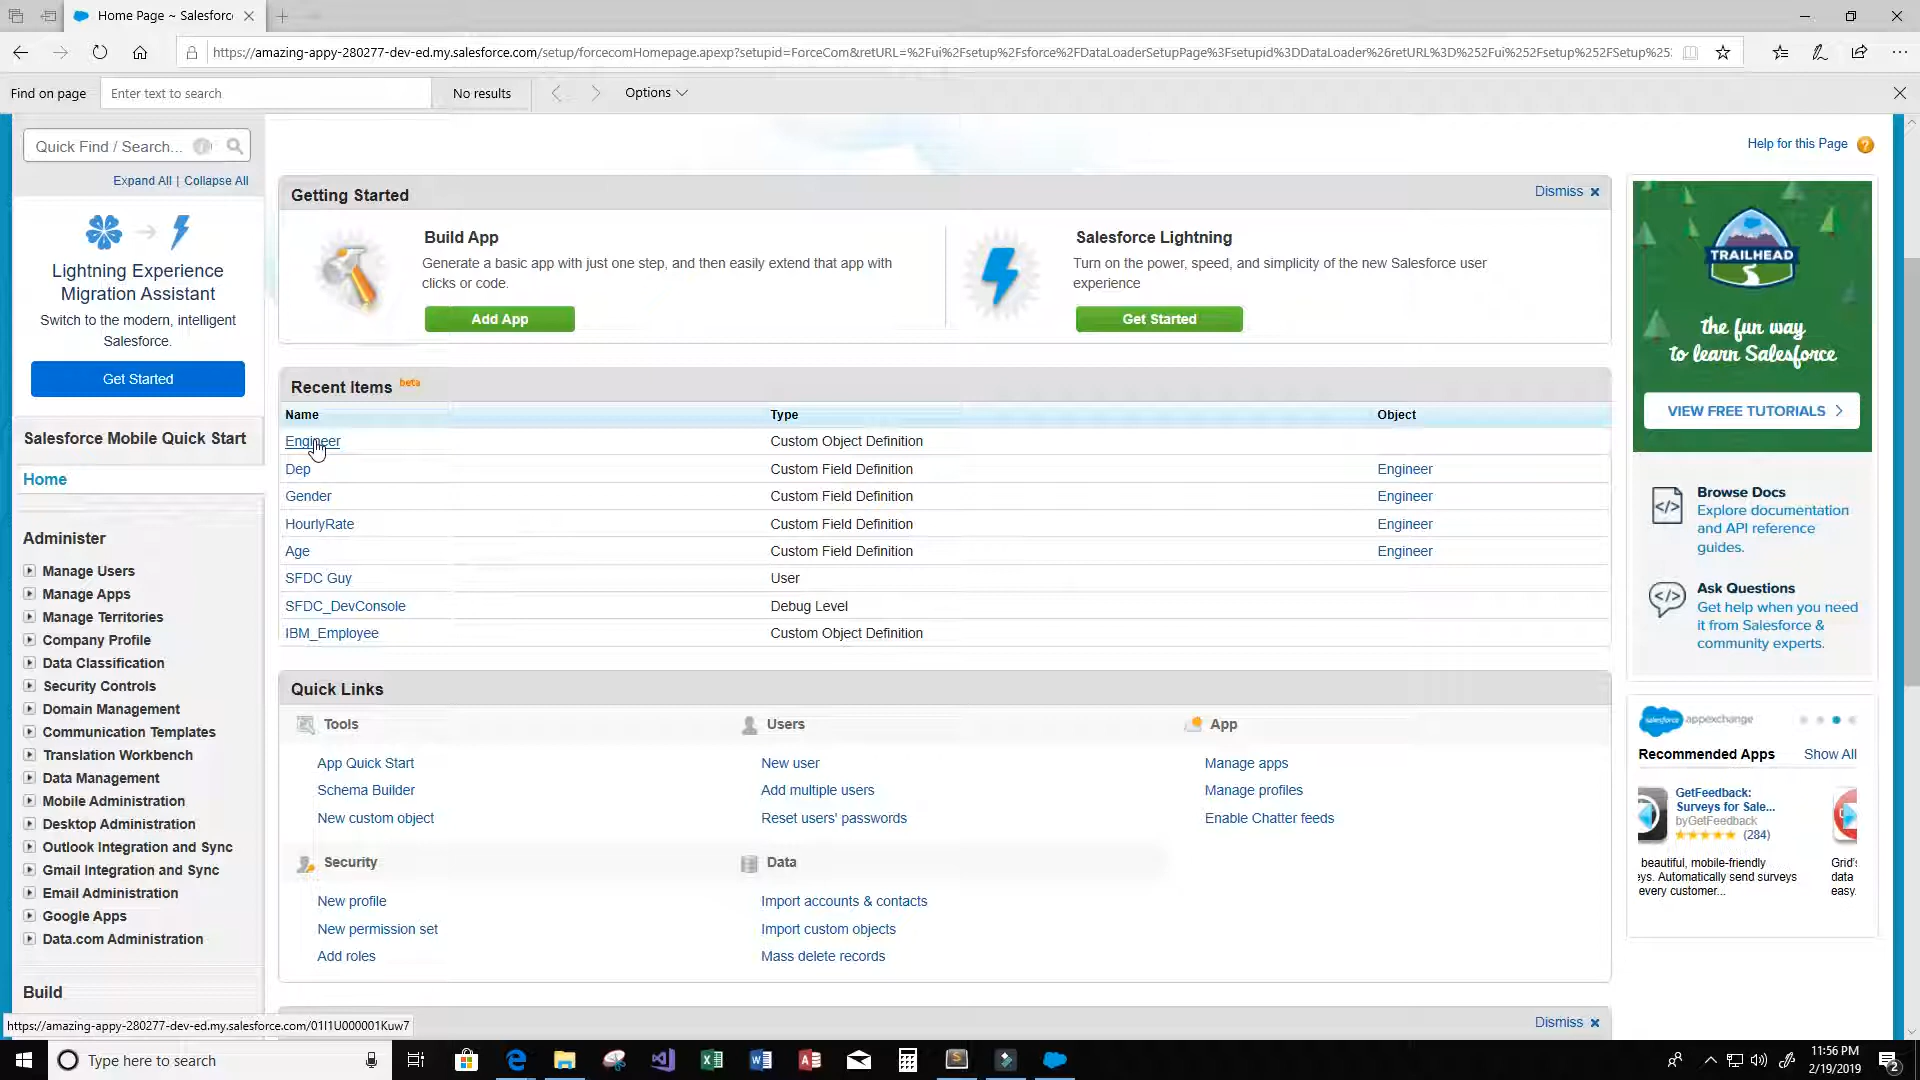 Home Page ~ Salesforc
https://amazing-appy-280277-dev-ed.my.salesforce.com/setup/forcecomHomepage.apexp?setupid=ForceCom&retURL=%2Fui%2Fsetup%2Fsforce%2FDataLoaderSetupPage%3Fsetupid%3DDataLoader%26retURL%3D%252Fui%252Fsetup%252FSetup%25:
Find on page
Enter text to search
No results
Options
Quick Find / Search...
Expand All | Collapse All
Lightning Experience
Migration Assistant
Switch to the modern, intelligent
Salesforce.
Get Started
Salesforce Mobile Quick Start
Home
Administer
Manage Users
Manage Apps
Manage Territories
Company Profile
Data Classification
Security Controls
Domain Management
Communication Templates
Translation Workbench
Data Management
Mobile Administration
Desktop Administration
Outlook Integration and Sync
Gmail Integration and Sync
Email Administration
Google Apps
Data.com Administration
Build
Help for this Page ?
Getting Started
Dismiss
Build App
Generate a basic app with just one step, and then easily extend that app with
clicks or code.
Add App
Salesforce Lightning
Turn on the power, speed, and simplicity of the new Salesforce user
experience
Get Started
Recent Items beta
Name Type Object
Engineer Custom Object Definition
Dep Custom Field Definition Engineer
Gender Custom Field Definition Engineer
HourlyRate Custom Field Definition Engineer
Age Custom Field Definition Engineer
SFDC Guy User
SFDC_DevConsole Debug Level
IBM_Employee Custom Object Definition
Quick Links
Tools
App Quick Start
Schema Builder
New custom object
Users
New user
Add multiple users
Reset users' passwords
App
Manage apps
Manage profiles
Enable Chatter feeds
Security
New profile
New permission set
Add roles
Data
Import accounts & contacts
Import custom objects
Mass delete records
Dismiss
TRAILHEAD
the fun way
to learn Salesforce
VIEW FREE TUTORIALS
Browse Docs
Explore documentation
and API reference
guides.
Ask Questions
Get help when you need
it from Salesforce &
community experts.
salesforce appexchange
Recommended Apps Show All
GetFeedback:
Surveys for Sale...
byGetFeedback
(284)
beautiful, mobile-friendly
eys. Automatically send surveys
every customer...
Grid'
data
easy.
https://amazing-appy-280277-dev-ed.my.salesforce.com/01I1U000001Kuw7
Type here to search
11:56 PM
2/19/2019
2